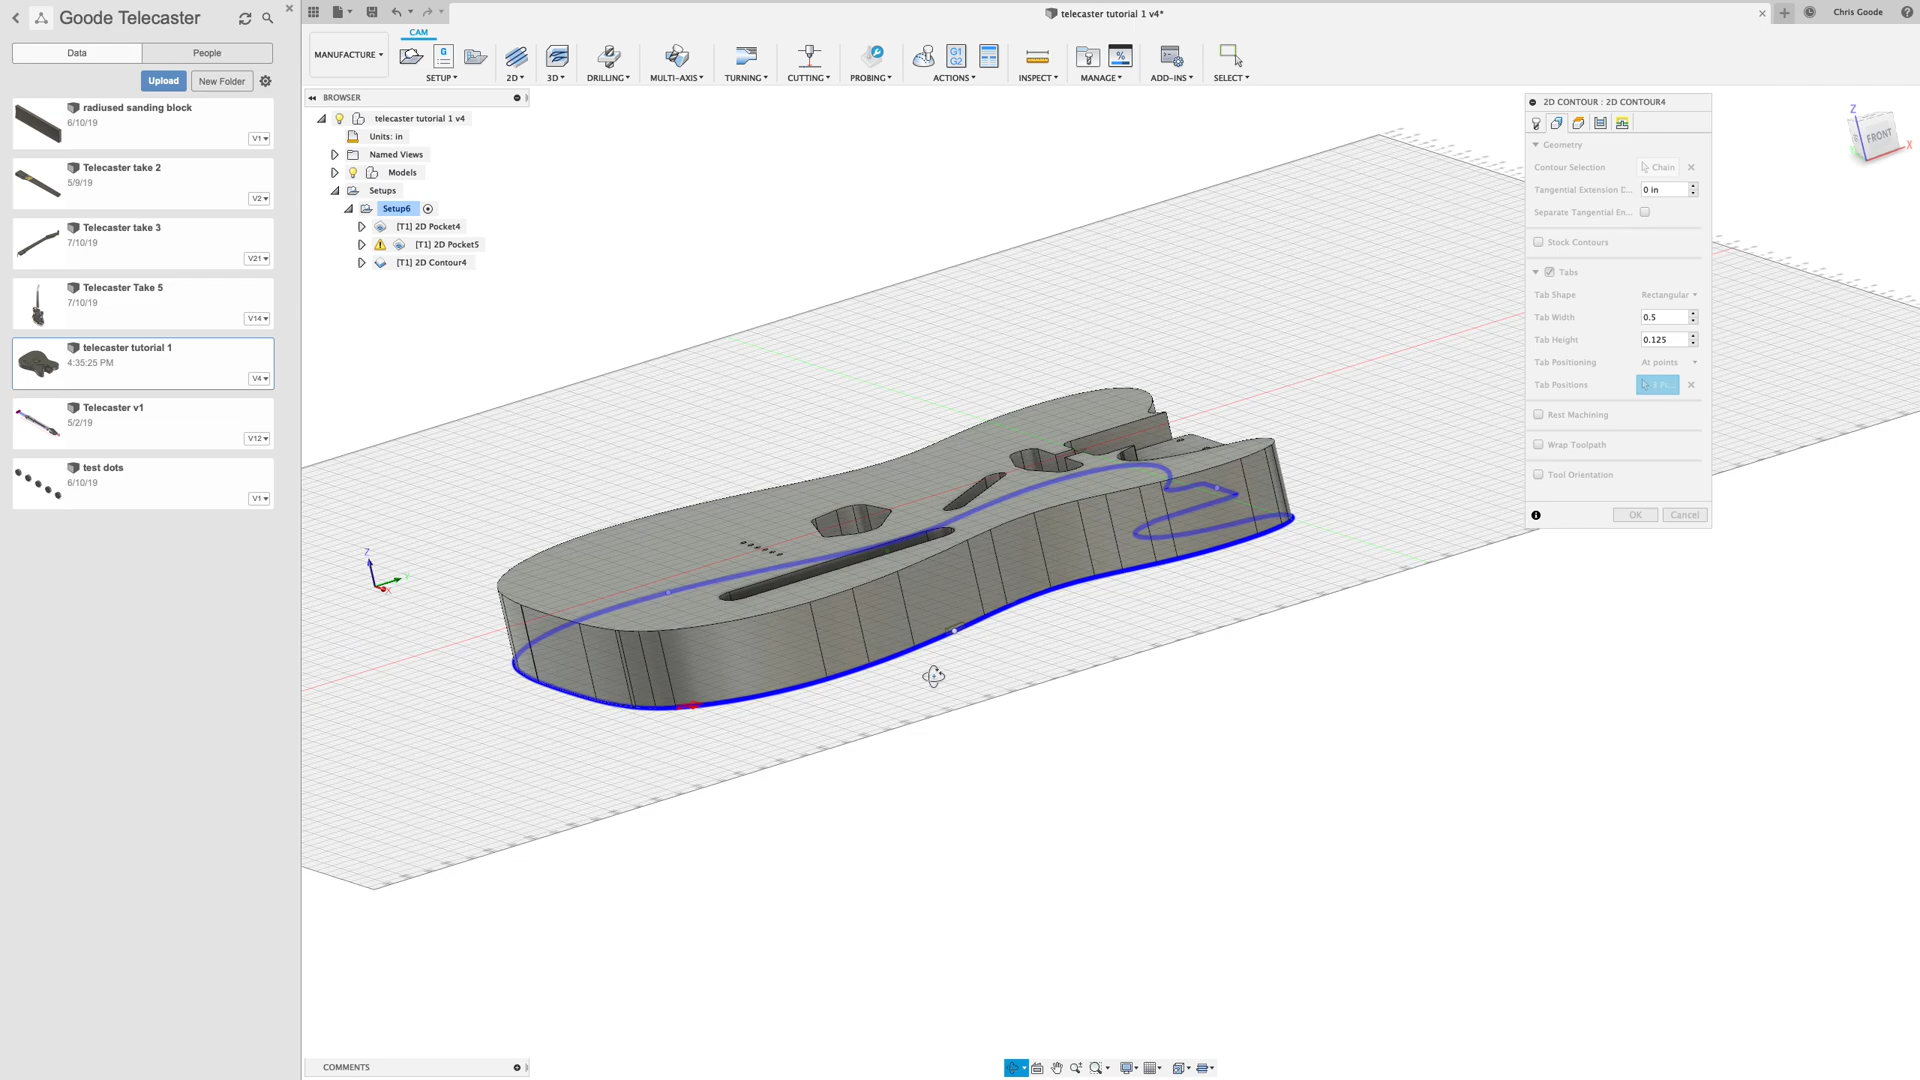 Goode Telecaster
telecaster tutorial 1 v4*
Chris Goode
Data
People
Upload
New Folder
radiused sanding block
6/10/19
V1
Telecaster take 2
5/9/19
V2
Telecaster take 3
7/10/19
V21
Telecaster Take 5
7/10/19
V14
telecaster tutorial 1
4:35:25 PM
V4
Telecaster v1
5/2/19
V12
test dots
6/10/19
V1
CAM
MANUFACTURE
G
G1
G2
%
SETUP
2D
3D
DRILLING
MULTI-AXIS
TURNING
CUTTING
PROBING
ACTIONS
INSPECT
MANAGE
ADD-INS
SELECT
BROWSER
telecaster tutorial 1 v4
Units: in
Named Views
Models
Setups
Setup6
[T1] 2D Pocket4
[T1] 2D Pocket5
[T1] 2D Contour4
Z
Y
X
Z
FRONT
X
2D CONTOUR : 2D CONTOUR4
Geometry
Contour Selection
Chain
Tangential Extension D...
0 in
Separate Tangential En...
Stock Contours
Tabs
Tab Shape
Rectangular
Tab Width
0.5
Tab Height
0.125
Tab Positioning
At points
Tab Positions
Rest Machining
Wrap Toolpath
Tool Orientation
OK
Cancel
COMMENTS